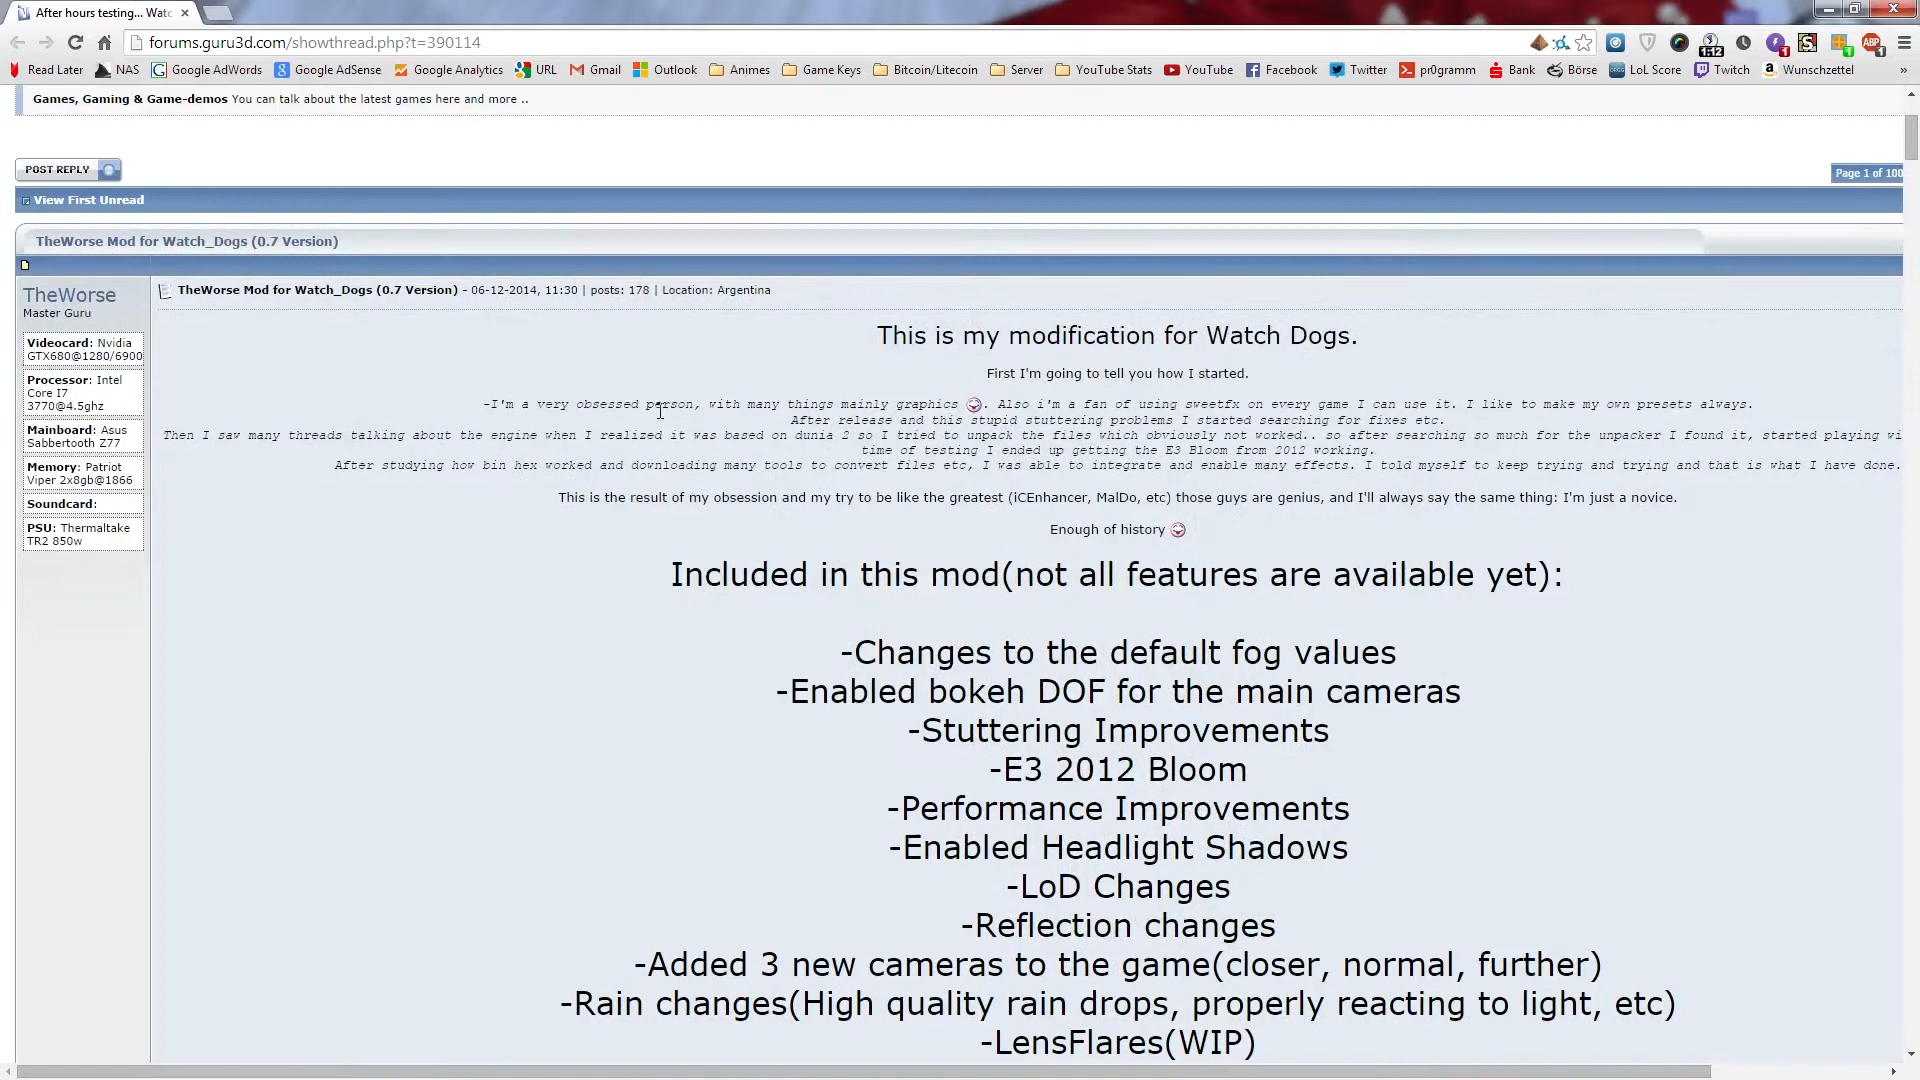 After hours testing... Watc
forums.guru3d.com/showthread.php?t=390114
1:12
1
1
1
ABP
Read Later
NAS
Google AdWords
Google AdSense
Google Analytics
URL
Gmail
Outlook
Animes
Game Keys
Bitcoin/Litecoin
Server
YouTube Stats
YouTube
Facebook
Twitter
pr0gramm
Bank
Börse
LoL Score
Twitch
Wunschzettel
»
Games, Gaming & Game-demos You can talk about the latest games here and more ..
POST REPLY
Page 1 of 100
View First Unread
TheWorse Mod for Watch_Dogs (0.7 Version)
TheWorse
Master Guru
Videocard: Nvidia
GTX680@1280/6900
Processor: Intel
Core I7
3770@4.5ghz
Mainboard: Asus
Sabbertooth Z77
Memory: Patriot
Viper 2x8gb@1866
Soundcard:
PSU: Thermaltake
TR2 850w
TheWorse Mod for Watch_Dogs (0.7 Version) - 06-12-2014, 11:30 | posts: 178 | Location: Argentina
This is my modification for Watch Dogs.
First I'm going to tell you how I started.
-I'm a very obsessed person, with many things mainly graphics . Also i'm a fan of using sweetfx on every game I can use it. I like to make my own presets always.
After release and this stupid stuttering problems I started searching for fixes etc.
Then I saw many threads talking about the engine when I realized it was based on dunia 2 so I tried to unpack the files which obviously not worked.. so after searching so much for the unpacker I found it, started playing wi
time of testing I ended up getting the E3 Bloom from 2012 working.
After studying how bin hex worked and downloading many tools to convert files etc, I was able to integrate and enable many effects. I told myself to keep trying and trying and that is what I have done.
This is the result of my obsession and my try to be like the greatest (iCEnhancer, MalDo, etc) those guys are genius, and I'll always say the same thing: I'm just a novice.
Enough of history
Included in this mod(not all features are available yet):
-Changes to the default fog values
-Enabled bokeh DOF for the main cameras
-Stuttering Improvements
-E3 2012 Bloom
-Performance Improvements
-Enabled Headlight Shadows
-LoD Changes
-Reflection changes
-Added 3 new cameras to the game(closer, normal, further)
-Rain changes(High quality rain drops, properly reacting to light, etc)
-LensFlares(WIP)